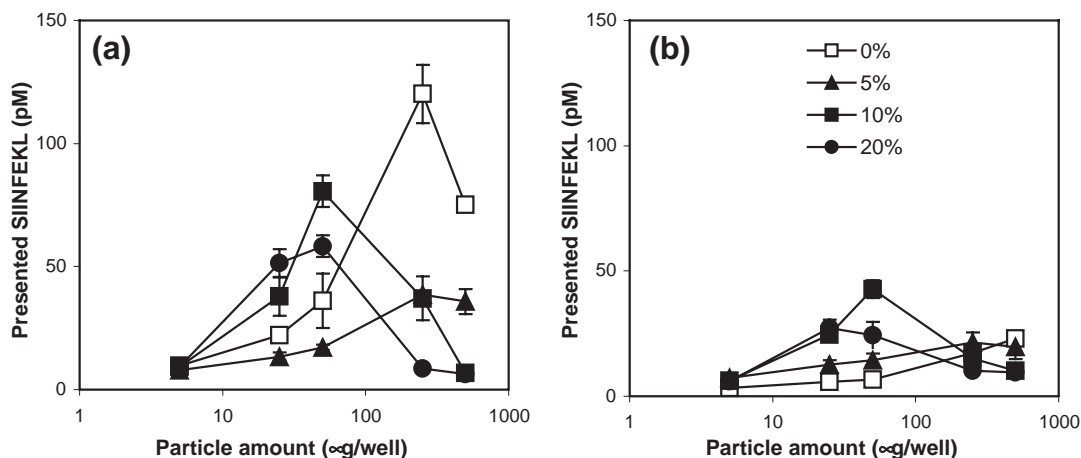 (a)
150
100
50
0
Presented SIINFEKL (pM)
1 10 100 1000
Particle amount (∞g/well)
(b)
150
100
50
0
Presented SIINFEKL (pM)
0%
5%
10%
20%
1 10 100 1000
Particle amount (∞g/well)